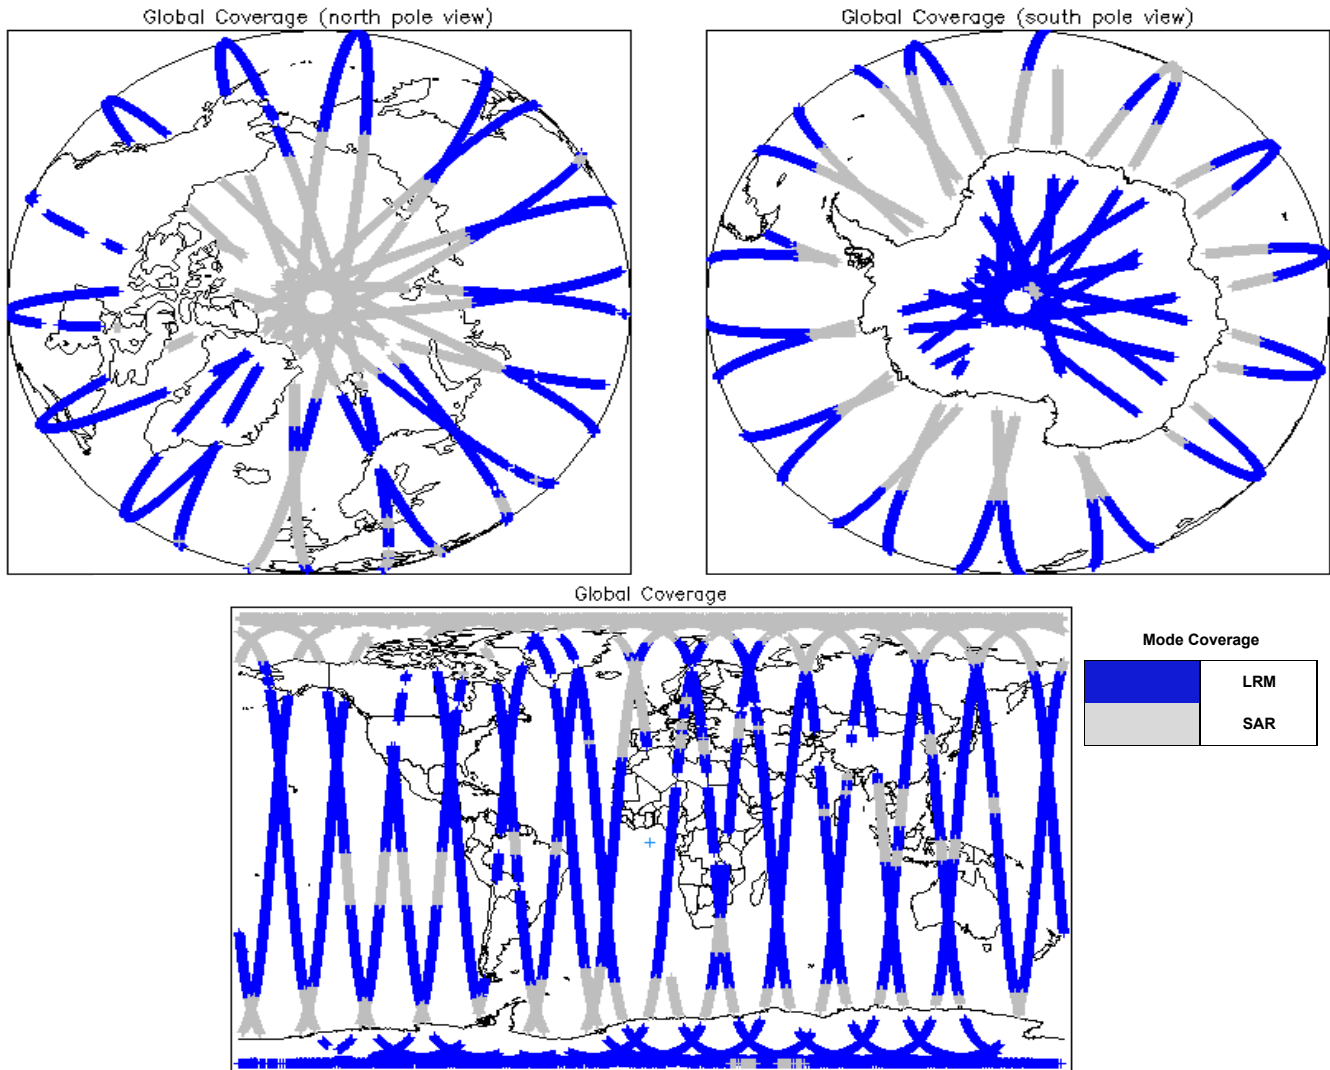 Global Coverage (north pole view)
Global Coverage (south pole view)
Global Coverage
Mode Coverage
LRM
SAR